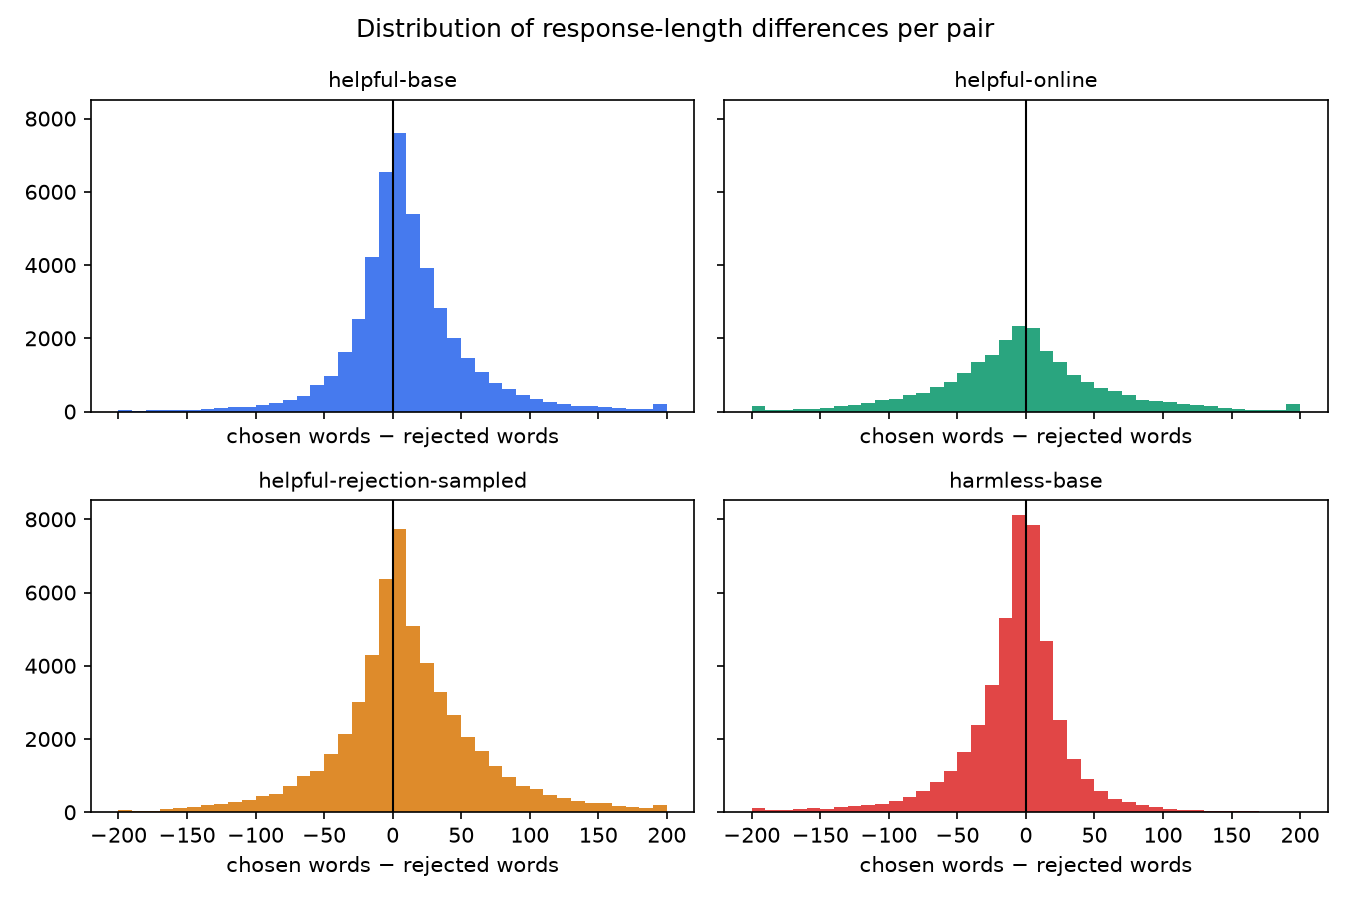 Distribution of response-length differences per pair
helpful-base
helpful-online
8000
6000
4000
2000
0
chosen words − rejected words
chosen words − rejected words
helpful-rejection-sampled
harmless-base
8000
6000
4000
2000
0
−200 −150 −100 −50 0 50 100 150 200
−200 −150 −100 −50 0 50 100 150 200
chosen words − rejected words
chosen words − rejected words